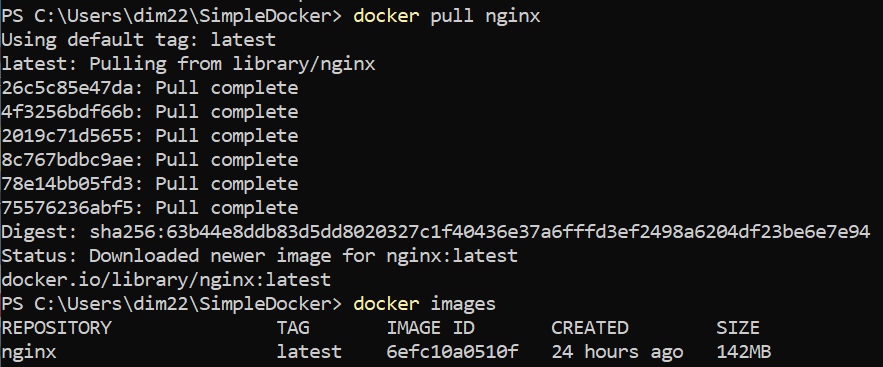 PS C:\Users\dim22\SimpleDocker> docker pull nginx
Using default tag: latest
latest: Pulling from library/nginx
26c5c85e47da: Pull complete
4f3256bdf66b: Pull complete
2019c71d5655: Pull complete
8c767bdbc9ae: Pull complete
78e14bb05fd3: Pull complete
75576236abf5: Pull complete
Digest: sha256:63b44e8ddb83d5dd8020327c1f40436e37a6fffd3ef2498a6204df23be6e7e94
Status: Downloaded newer image for nginx:latest
docker.io/library/nginx:latest
PS C:\Users\dim22\SimpleDocker> docker images
REPOSITORY TAG IMAGE ID CREATED SIZE
nginx latest 6efc10a0510f 24 hours ago 142MB